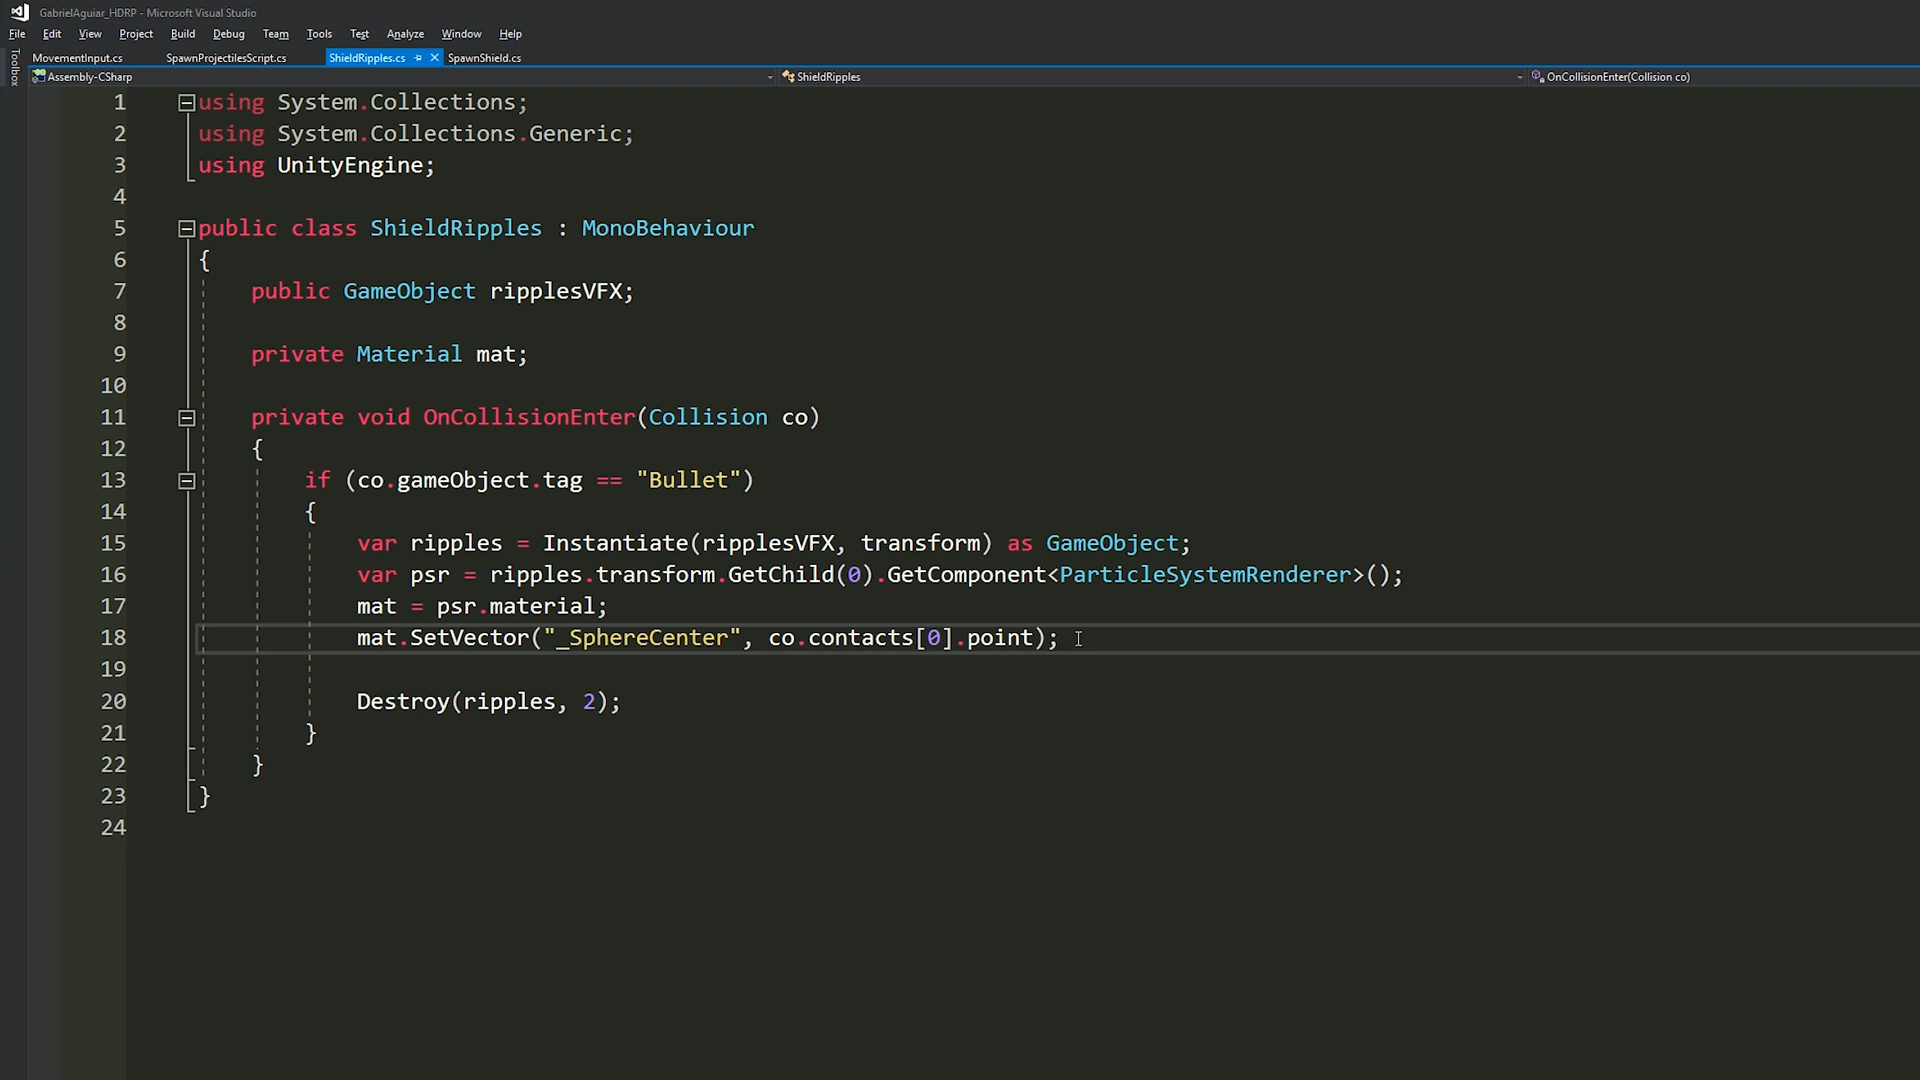 GabrielAguiar_HDRP - Microsoft Visual Studio
File Edit View Project Build Debug Team Tools Test Analyze Window Help
Toolbox
MovementInput.cs SpawnProjectilesScript.cs ShieldRipples.cs SpawnShield.cs
Assembly-CSharp ShieldRipples OnCollisionEnter(Collision co)
1 using System.Collections;
2 using System.Collections.Generic;
3 using UnityEngine;
4
5 public class ShieldRipples : MonoBehaviour
6 {
7 public GameObject ripplesVFX;
8
9 private Material mat;
10
11 private void OnCollisionEnter(Collision co)
12 {
13 if (co.gameObject.tag == "Bullet")
14 {
15 var ripples = Instantiate(ripplesVFX, transform) as GameObject;
16 var psr = ripples.transform.GetChild(0).GetComponent<ParticleSystemRenderer>();
17 mat = psr.material;
18 mat.SetVector("_SphereCenter", co.contacts[0].point);
19
20 Destroy(ripples, 2);
21 }
22 }
23 }
24